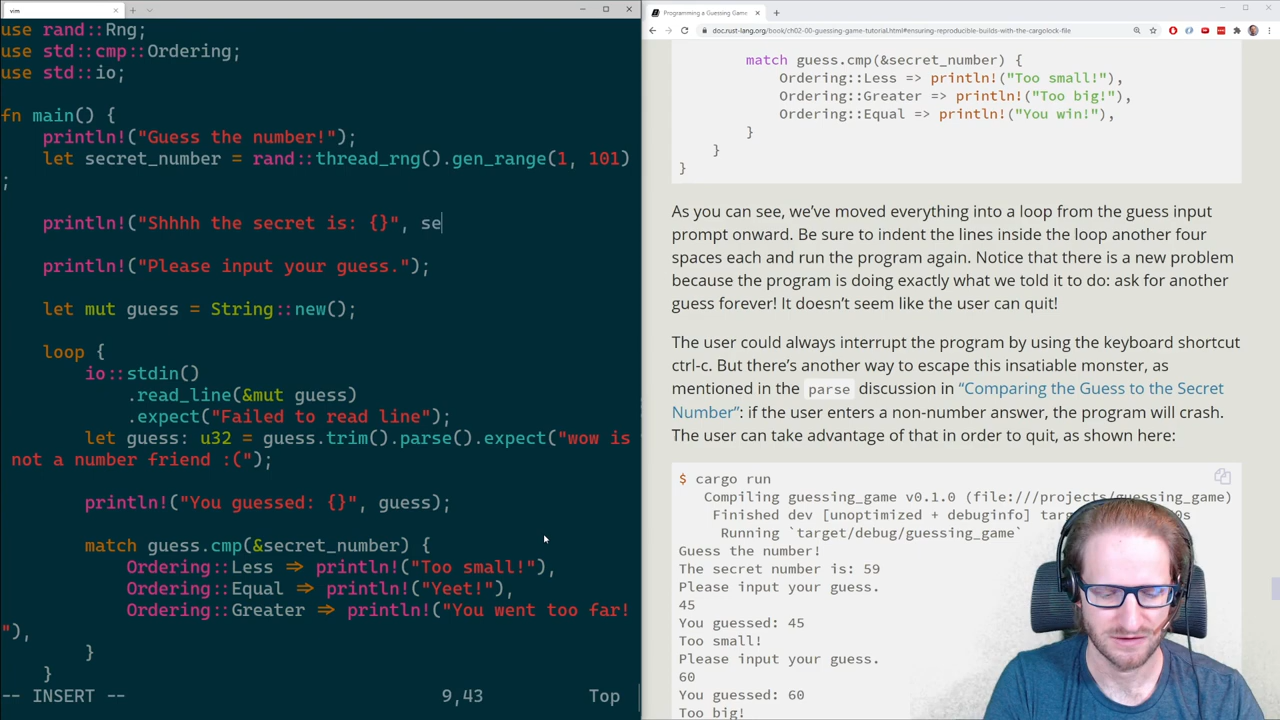 vim
use rand::Rng;
use std::cmp::Ordering;
use std::io;
fn main() {
println!("Guess the number!");
let secret_number = rand::thread_rng().gen_range(1, 101)
;
println!("Shhhh the secret is: {}", se
println!("Please input your guess.");
let mut guess = String::new();
loop {
io::stdin()
.read_line(&mut guess)
.expect("Failed to read line");
let guess: u32 = guess.trim().parse().expect("wow is
not a number friend :(");
println!("You guessed: {}", guess);
match guess.cmp(&secret_number) {
Ordering::Less ⇒ println!("Too small!"),
Ordering::Equal ⇒ println!("Yeet!"),
Ordering::Greater ⇒ println!("You went too far!
"),
}
}
-- INSERT --
9,43
Top
Programming a Guessing Game
doc.rust-lang.org/book/ch02-00-guessing-game-tutorial.html#ensuring-reproducible-builds-with-the-cargolock-file
match guess.cmp(&secret_number) {
Ordering::Less => println!("Too small!"),
Ordering::Greater => println!("Too big!"),
Ordering::Equal => println!("You win!"),
}
}
}
As you can see, we’ve moved everything into a loop from the guess input
prompt onward. Be sure to indent the lines inside the loop another four
spaces each and run the program again. Notice that there is a new problem
because the program is doing exactly what we told it to do: ask for another
guess forever! It doesn’t seem like the user can quit!
The user could always interrupt the program by using the keyboard shortcut
ctrl-c. But there’s another way to escape this insatiable monster, as
mentioned in the parse discussion in “Comparing the Guess to the Secret
Number”: if the user enters a non-number answer, the program will crash.
The user can take advantage of that in order to quit, as shown here:
$ cargo run
Compiling guessing_game v0.1.0 (file:///projects/guessing_game)
Finished dev [unoptimized + debuginfo]
Running `target/debug/guessing_game`
Guess the number!
The secret number is: 59
Please input your guess.
45
You guessed: 45
Too small!
Please input your guess.
60
You guessed: 60
Too big!